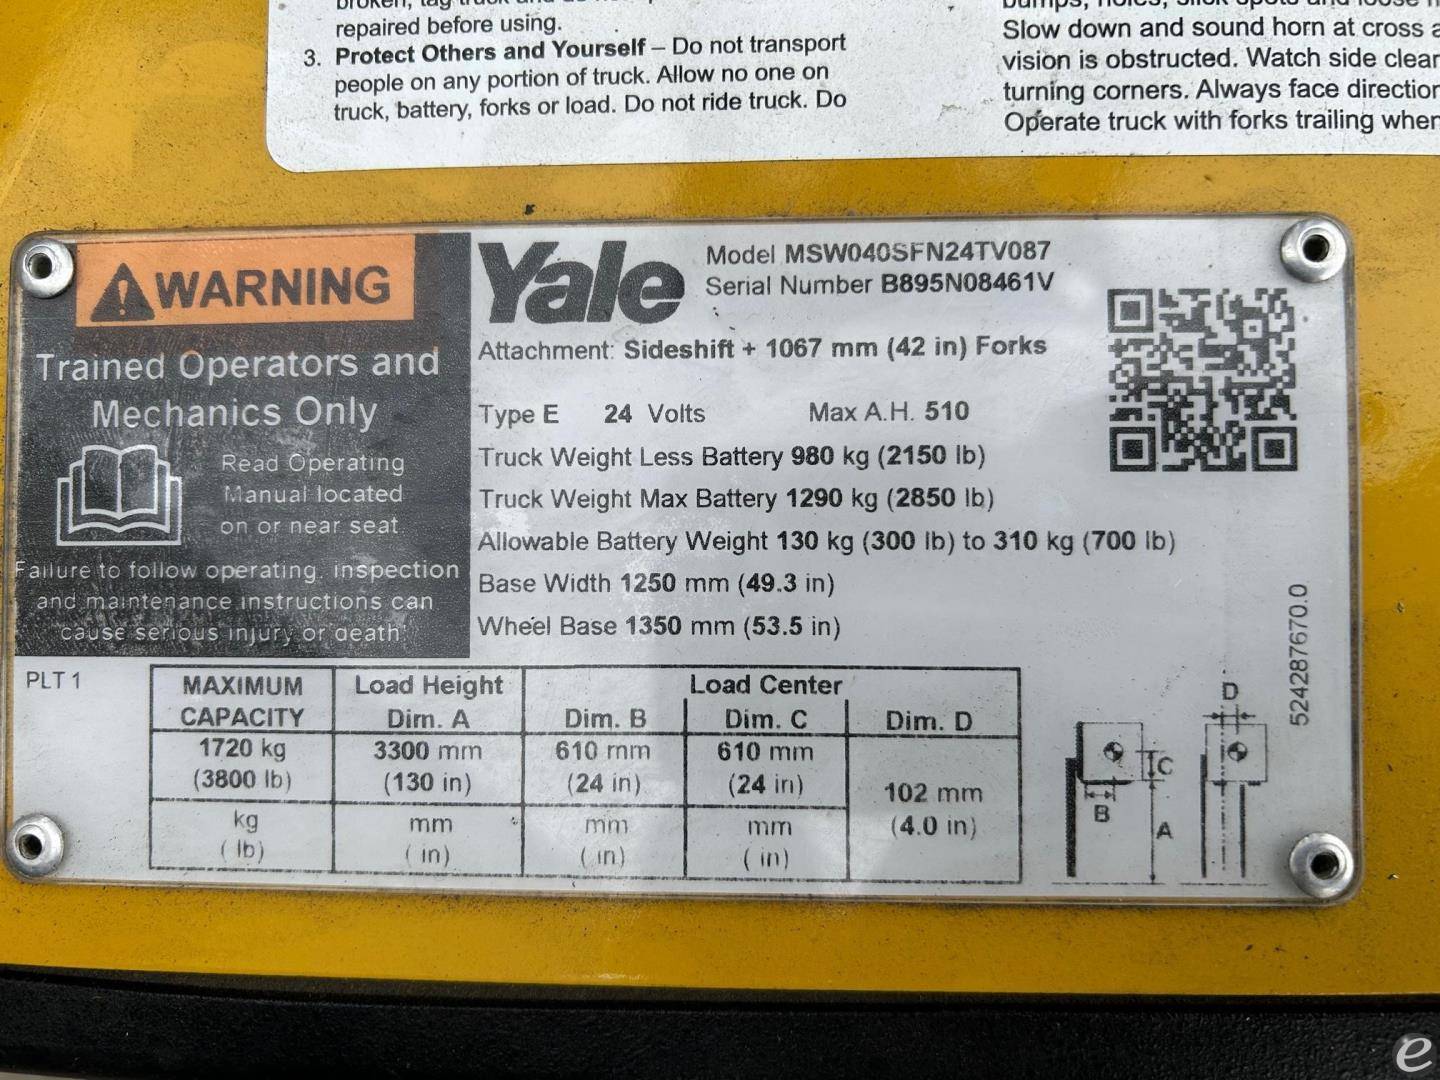 repaired before using.
3. Protect Others and Yourself – Do not transport
people on any portion of truck. Allow no one on
truck, battery, forks or load. Do not ride truck. Do
Slow down and sound horn at cross
vision is obstructed. Watch side clear
turning corners. Always face direction
Operate truck with forks trailing when
WARNING
Trained Operators and
Mechanics Only
Read Operating
Manual located
on or near seat
Failure to follow operating, inspection
and maintenance instructions can
cause serious injury or death!
Yale
Model MSW040SFN24TV087
Serial Number B895N08461V
Attachment: Sideshift + 1067 mm (42 in) Forks
Type E 24 Volts Max A.H. 510
Truck Weight Less Battery 980 kg (2150 lb)
Truck Weight Max Battery 1290 kg (2850 lb)
Allowable Battery Weight 130 kg (300 lb) to 310 kg (700 lb)
Base Width 1250 mm (49.3 in)
Wheel Base 1350 mm (53.5 in)
524287670.0
PLT 1
MAXIMUM Load Height Load Center
CAPACITY Dim. A Dim. B Dim. C Dim. D
1720 kg 3300 mm 610 mm 610 mm
(3800 lb) (130 in) (24 in) (24 in)
102 mm
(4.0 in)
kg mm mm mm
( lb) ( in) ( in) ( in)
D
C
B
A
e